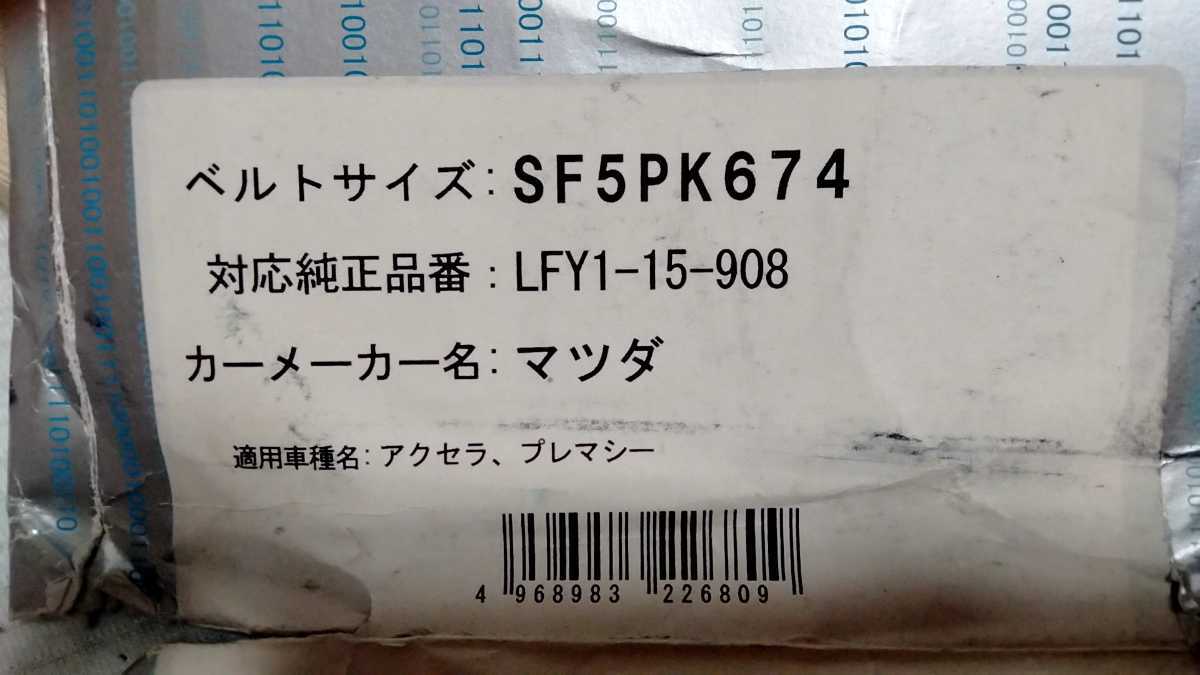 ベルトサイズ:SF5PK674
対応純正品番:LFY1-15-908
カーメーカー名:マツダ
適用車種名:アクセラ、プレマシー
4 968983 226809